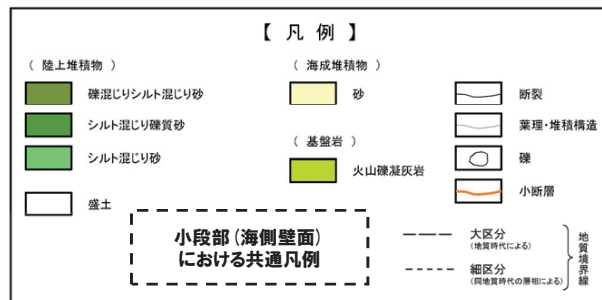 【 凡 例 】
( 陸上堆積物 )
礫混じりシルト混じり砂
シルト混じり礫質砂
シルト混じり砂
盛土
( 海成堆積物 )
砂
( 基盤岩 )
火山礫凝灰岩
断裂
葉理・堆積構造
礫
小断層
小段部(海側壁面)
における共通凡例
大区分
(地質時代による)
細区分
(同地質時代の層相による)
地質境界線